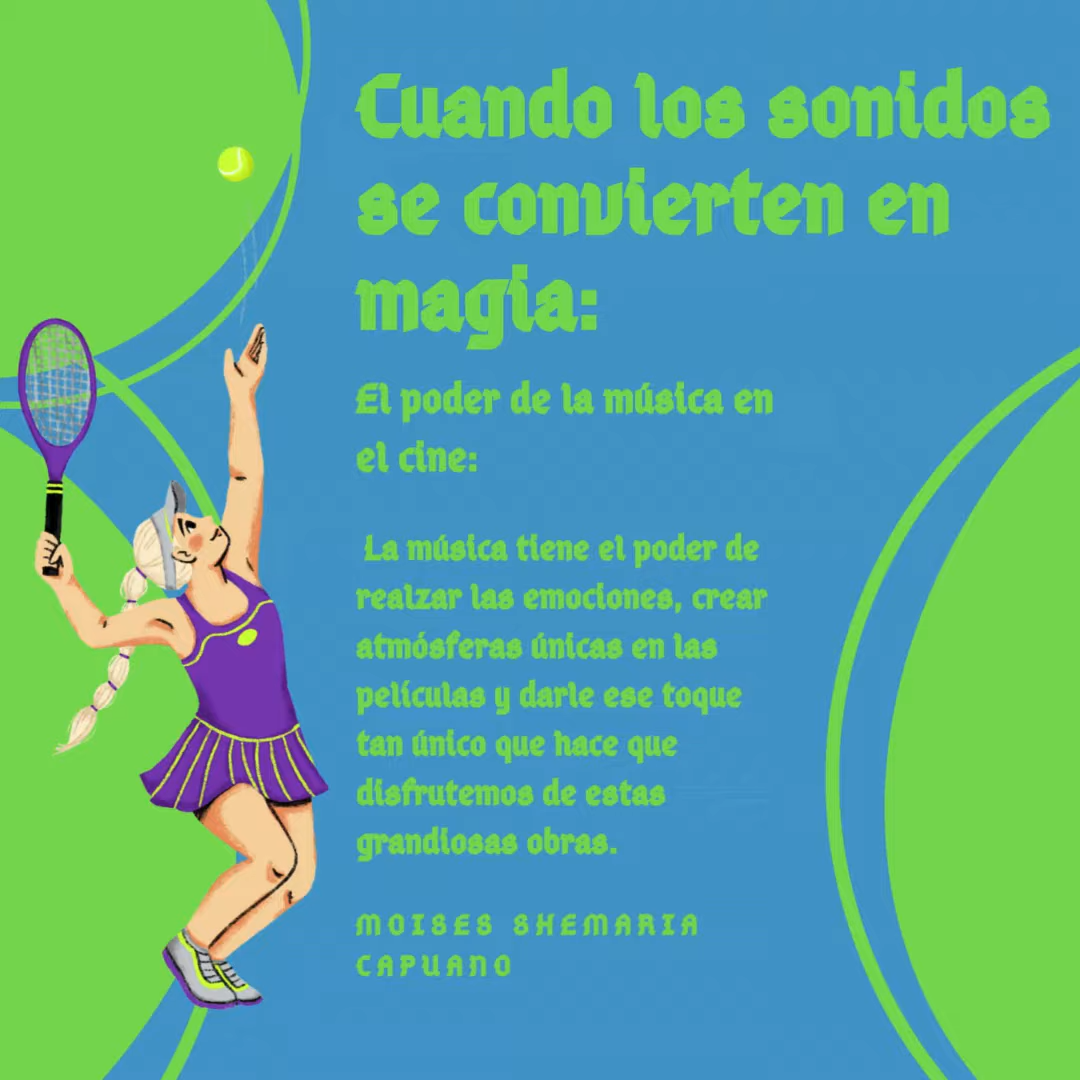 Cuando los sonidos
se convierten en
magia:
El poder de la música en
el cine:
La música tiene el poder de
realzar las emociones, crear
atmósferas únicas en las
películas y darle ese toque
tan único que hace que
disfrutemos de estas
grandiosas obras.
MOISES SHEMARIA
CAPUANO